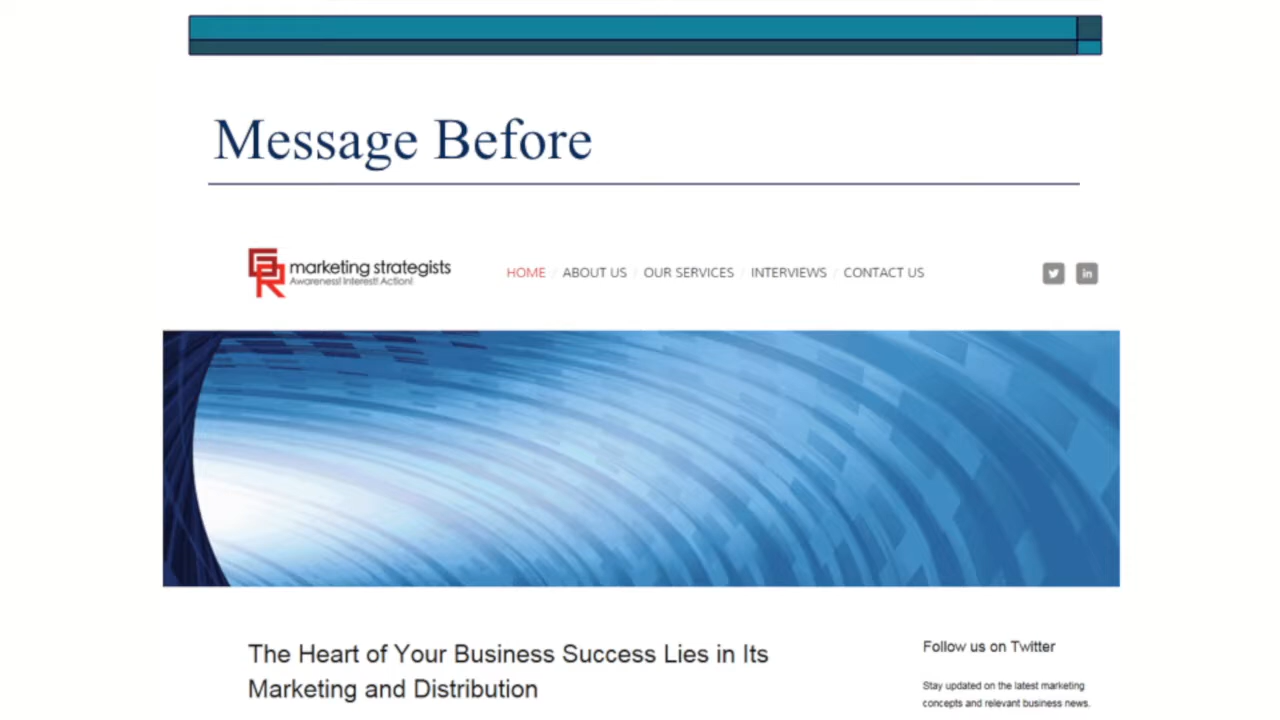 Message Before
marketing strategists
Awareness! Interest! Action!
HOME / ABOUT US / OUR SERVICES / INTERVIEWS / CONTACT US
in
The Heart of Your Business Success Lies in Its
Marketing and Distribution
Follow us on Twitter
Stay updated on the latest marketing
concepts and relevant business news.